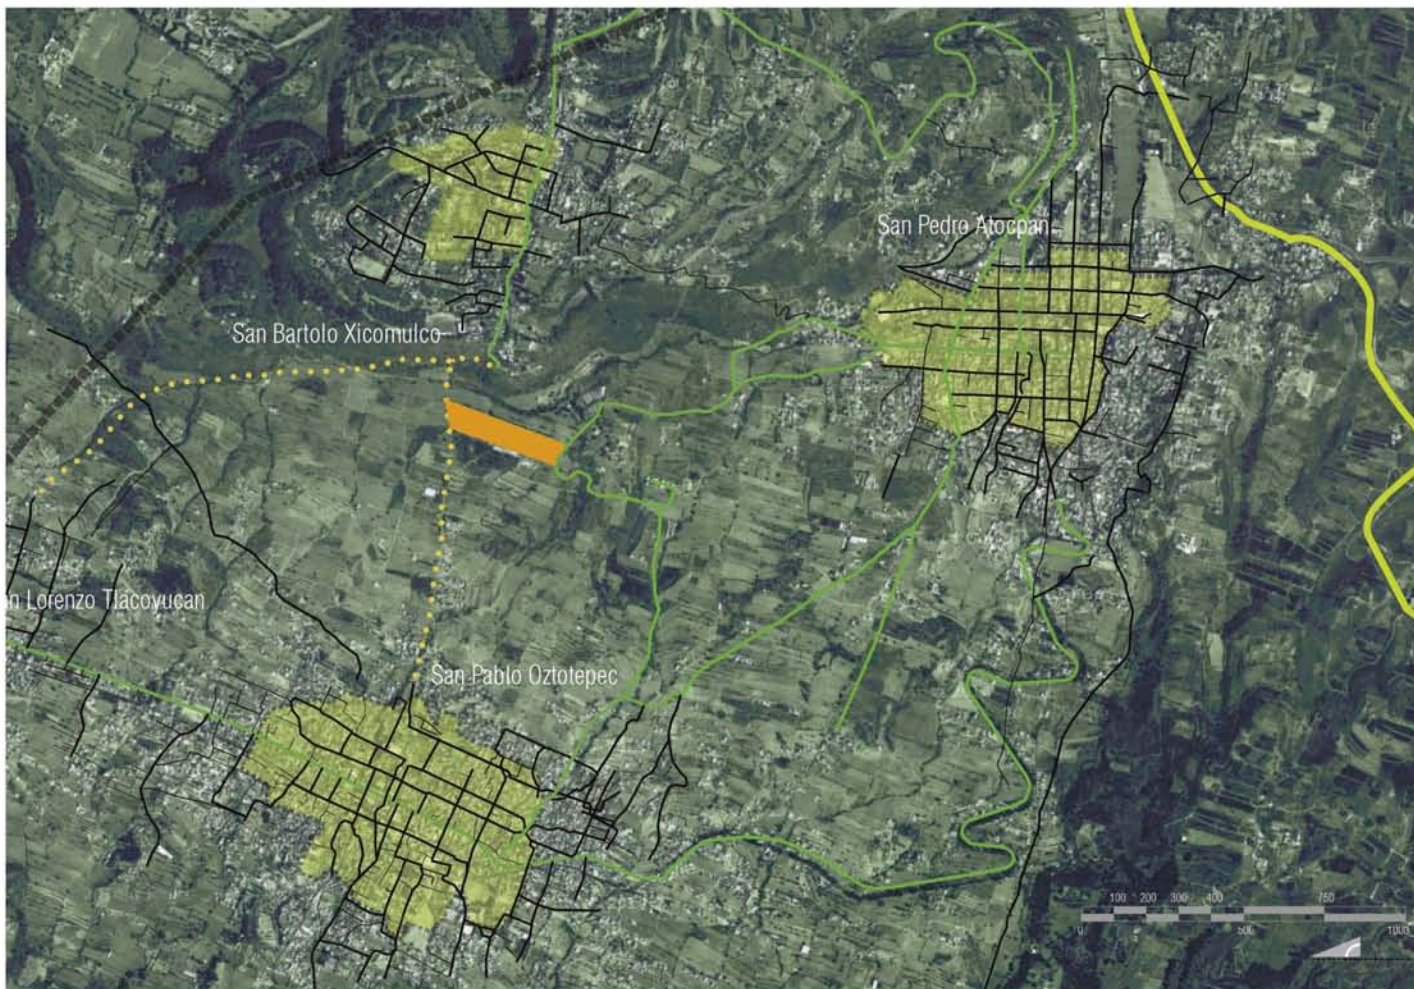 San Pedro Atocpan
San Bartolo Xicomulco
an Lorenzo Tlacoyucan
San Pablo Oztotepec
100 200 300 400 750
0 500 1000